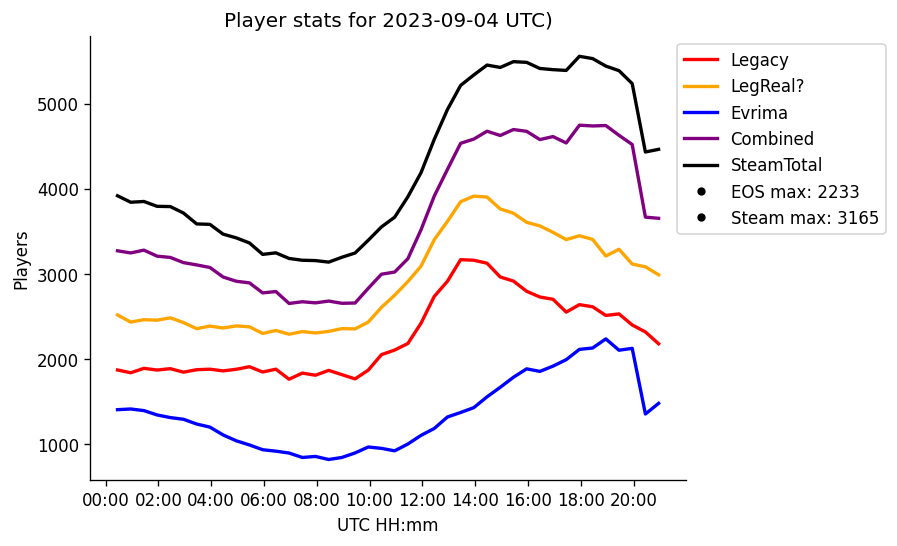 Player stats for 2023-09-04 UTC)
Legacy
LegReal?
Evrima
Combined
SteamTotal
EOS max: 2233
Steam max: 3165
Players
5000
4000
3000
2000
1000
00:00 02:00 04:00 06:00 08:00 10:00 12:00 14:00 16:00 18:00 20:00
UTC HH:mm